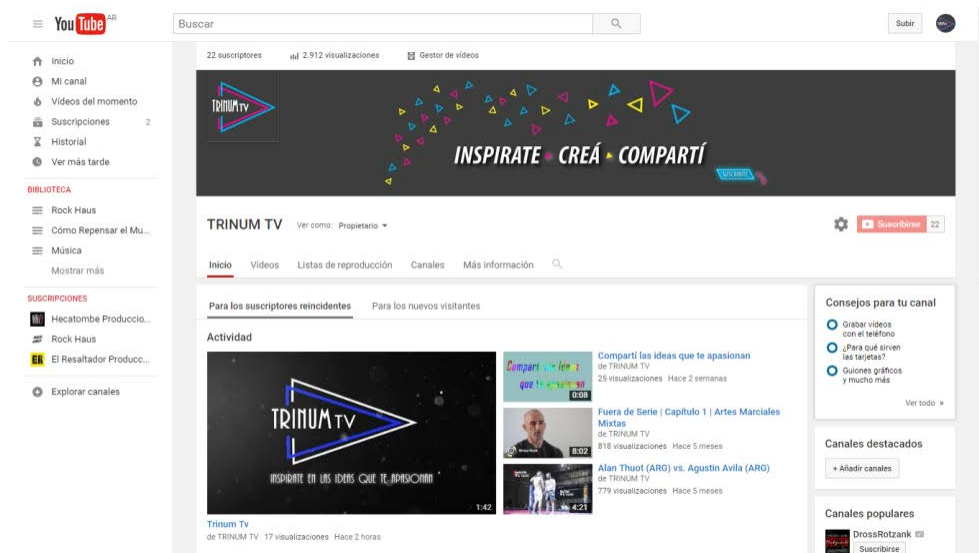 You Tube AR
Buscar
Subir
Inicio
Mi canal
Vídeos del momento
Suscripciones 2
Historial
Ver más tarde
BIBLIOTECA
Rock Haus
Cómo Repensar el Mu...
Música
Mostrar más
SUSCRIPCIONES
Hecatombe Produccio...
Rock Haus
El Resaltador Producc...
Explorar canales
22 suscriptores
2.912 visualizaciones
Gestor de vídeos
TRINUM TV
INSPIRATE CREÁ COMPARTÍ
SUSCRIBITE
TRINUM TV
Ver como: Propietario
Suscribirse 22
Inicio
Vídeos
Listas de reproducción
Canales
Más información
Para los suscriptores reincidentes
Para los nuevos visitantes
Actividad
TRINUM TV
INSPIRATE EN LAS IDEAS QUE TE APASIONAN
1:42
Trinum Tv
de TRINUM TV 17 visualizaciones Hace 2 horas
0:08
Compartí las ideas que te apasionan
de TRINUM TV
25 visualizaciones Hace 2 semanas
8:02
Fuera de Serie | Capítulo 1 | Artes Marciales
Mixtas
de TRINUM TV
818 visualizaciones Hace 5 meses
4:21
Alan Thuot (ARG) vs. Agustin Avila (ARG)
de TRINUM TV
779 visualizaciones Hace 5 meses
Consejos para tu canal
Grabar vídeos
con el teléfono
¿Para qué sirven
las tarjetas?
Guiones gráficos
y mucho más
Ver todo »
Canales destacados
+ Añadir canales
Canales populares
DrossRotzank
Suscribirse